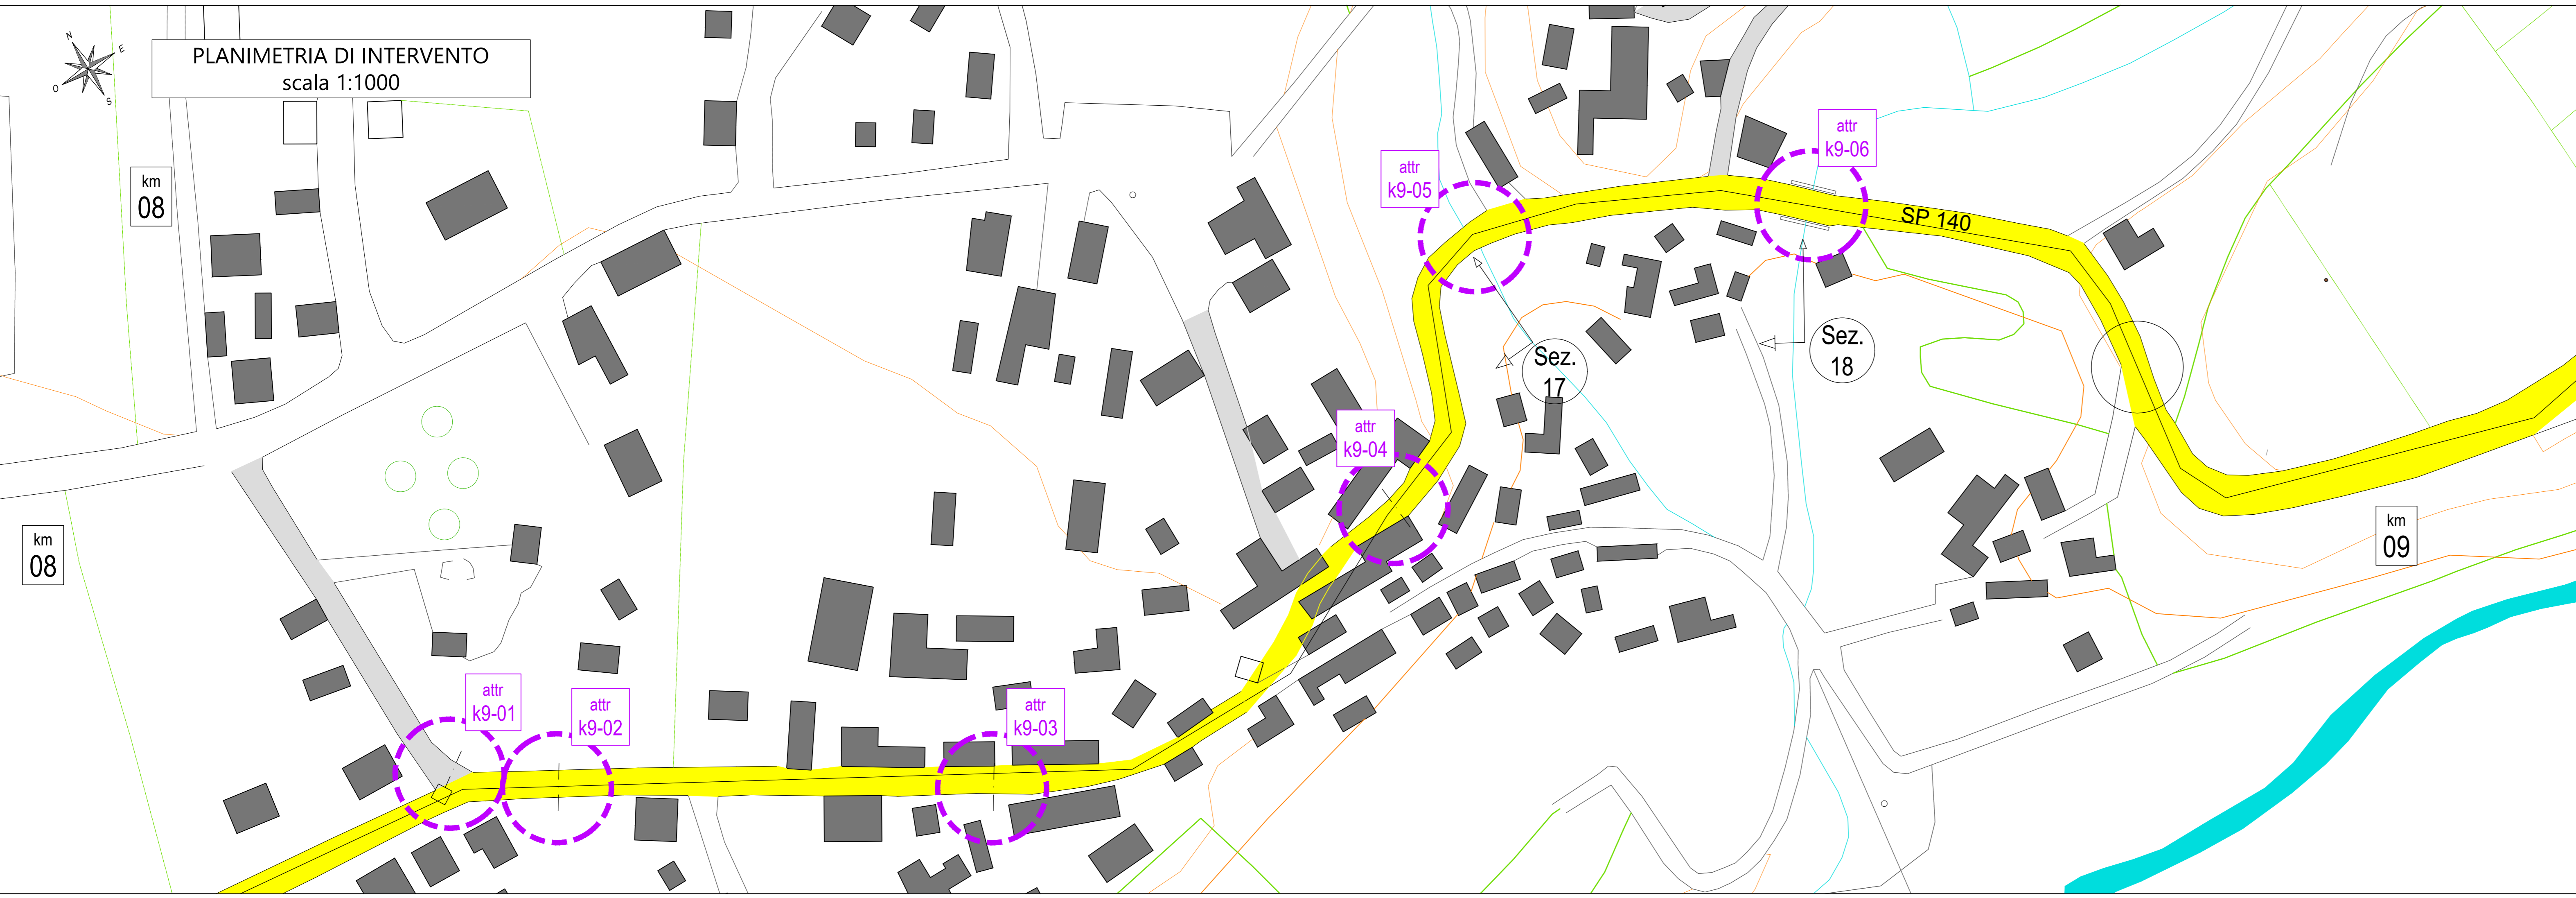 N
E
O
S
PLANIMETRIA DI INTERVENTO
scala 1:1000
km
08
km
08
attr
k9-01
attr
k9-02
attr
k9-03
attr
k9-04
attr
k9-05
attr
k9-06
SP 140
Sez.
17
Sez.
18
km
09